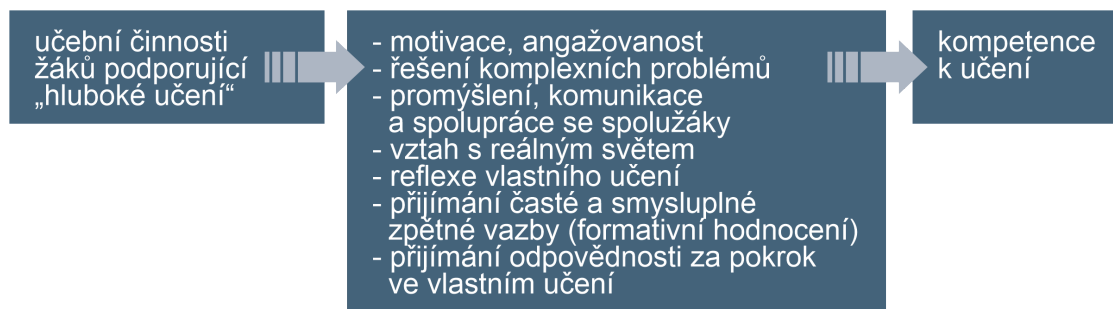 učební činnosti
žáků podporující
„hluboké učení“
- motivace, angažovanost
- řešení komplexních problémů
- promýšlení, komunikace
a spolupráce se spolužáky
- vztah s reálným světem
- reflexe vlastního učení
- přijímání časté a smysluplné
zpětné vazby (formativní hodnocení)
- přijímání odpovědnosti za pokrok
ve vlastním učení
kompetence
k učení